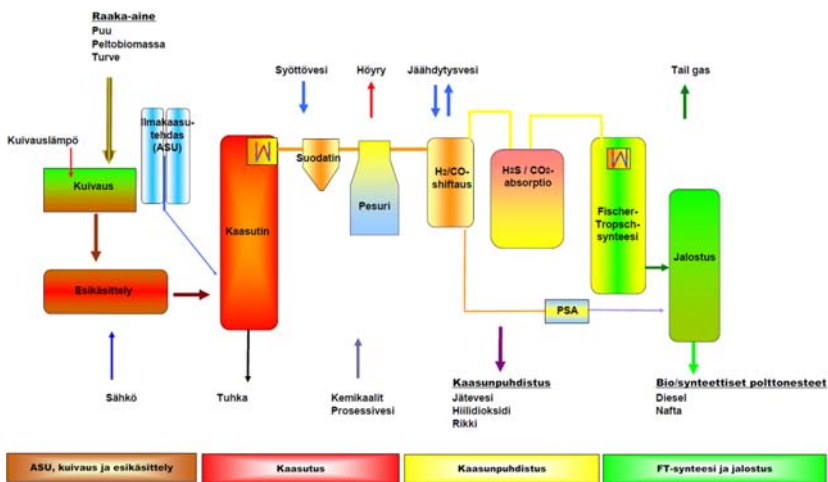 Raaka-aine
Puu
Peltobiomassa
Turve
Syöttövesi
Höyry
Jäähdytysvesi
Tail gas
Kuivauslämpö
Ilmakaasu-
tehdas
(ASU)
Kuivaus
Suodatin
Pesuri
H2/CO-
shiftaus
H2S / CO2-
absorptio
Fischer-
Tropsch-
synteesi
Kaasutin
Jalostus
Esikäsittely
PSA
Sähkö
Tuhka
Kemikaalit
Prosessivesi
Kaasunpuhdistus
Jätevesi
Hiilidioksidi
Rikki
Bio/synteettiset polttonesteet
Diesel
Nafta
ASU, kuivaus ja esikäsittely
Kaasutus
Kaasunpuhdistus
FT-synteesi ja jalostus